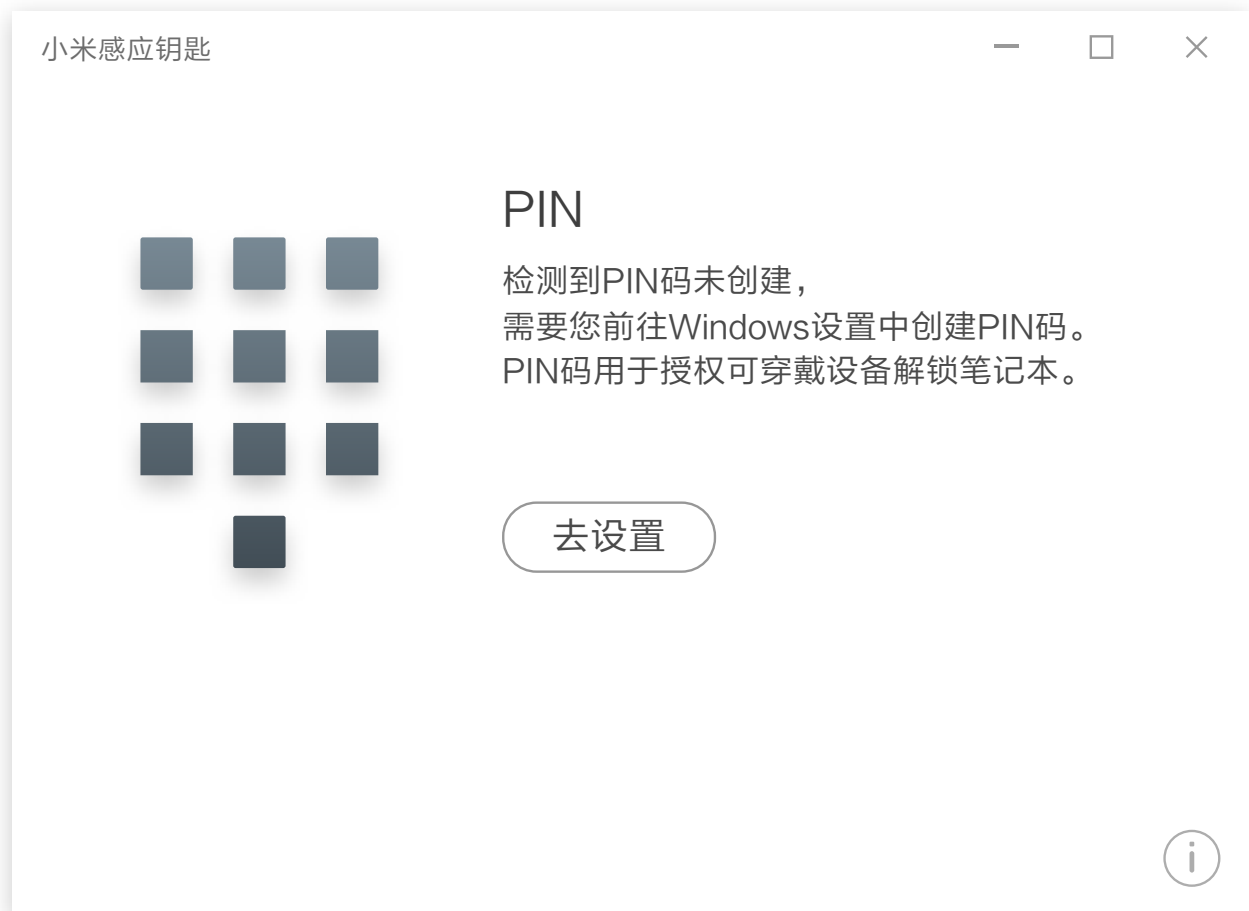 小米感应钥匙
PIN
检测到PIN码未创建，
需要您前往Windows设置中创建PIN码。
PIN码用于授权可穿戴设备解锁笔记本。
去设置